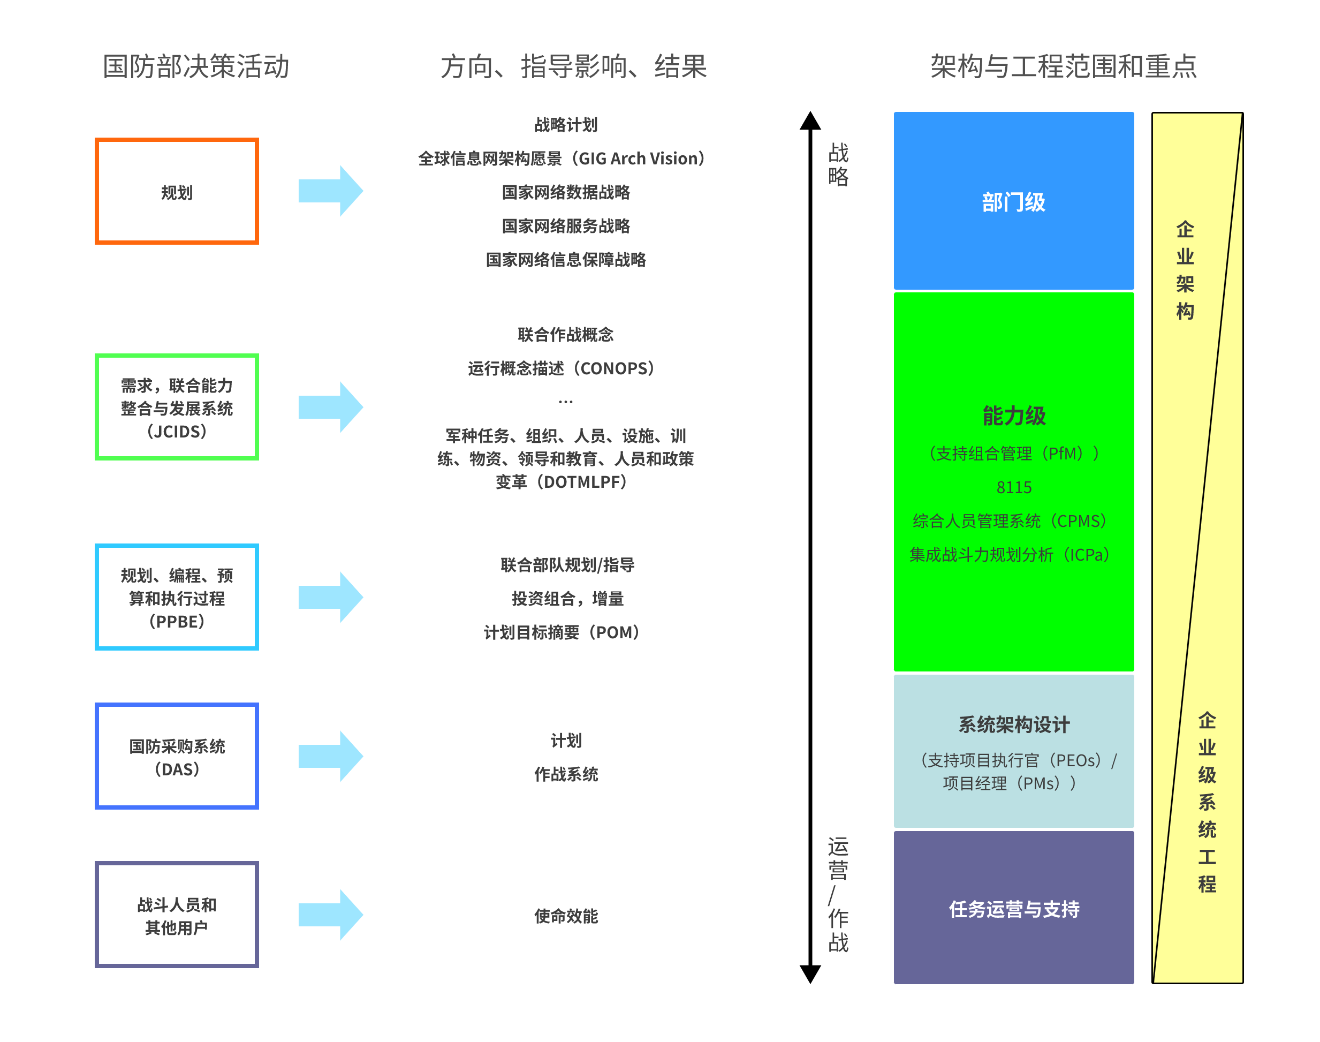 国防部决策活动
方向、指导影响、结果
架构与工程范围和重点
规划
战略计划
全球信息网架构愿景（GIG Arch Vision）
国家网络数据战略
国家网络服务战略
国家网络信息保障战略
需求，联合能力
整合与发展系统
（JCIDS）
联合作战概念
运行概念描述（CONOPS）
...
军种任务、组织、人员、设施、训
练、物资、领导和教育、人员和政策
变革（DOTMLPF）
规划、编程、预
算和执行过程
（PPBE）
联合部队规划/指导
投资组合，增量
计划目标摘要（POM）
国防采购系统
（DAS）
计划
作战系统
战斗人员和
其他用户
使命效能
战略
运营/作战
部门级
能力级
（支持组合管理（PfM））
8115
综合人员管理系统（CPMS）
集成战斗力规划分析（ICPa）
系统架构设计
（支持项目执行官（PEOs）/
项目经理（PMs））
任务运营与支持
企业架构
企业级系统工程